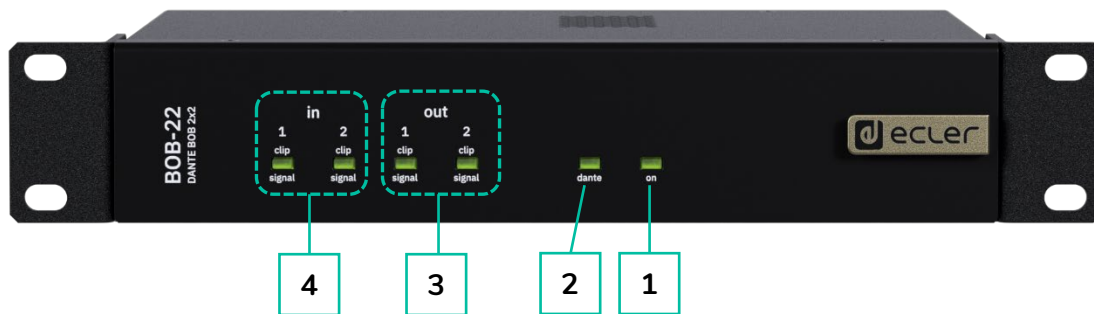 BOB-22
DANTE BOB 2x2
in
1 2
clip clip
signal signal
out
1 2
clip clip
signal signal
dante
on
ecler
4
3
2
1